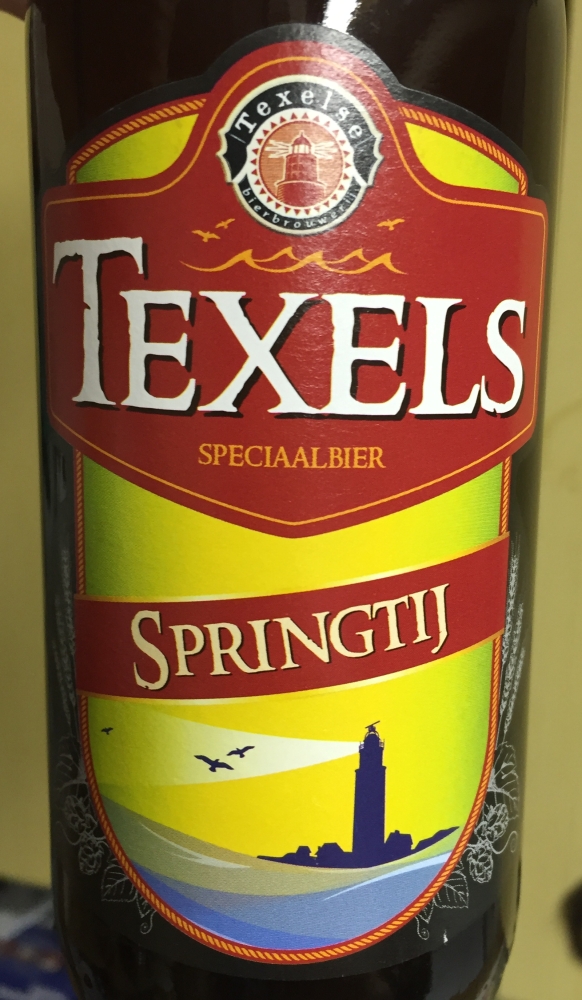 Texelse
bierbrouwerij
TEXELS
SPECIAALBIER
SPRINGTIJ